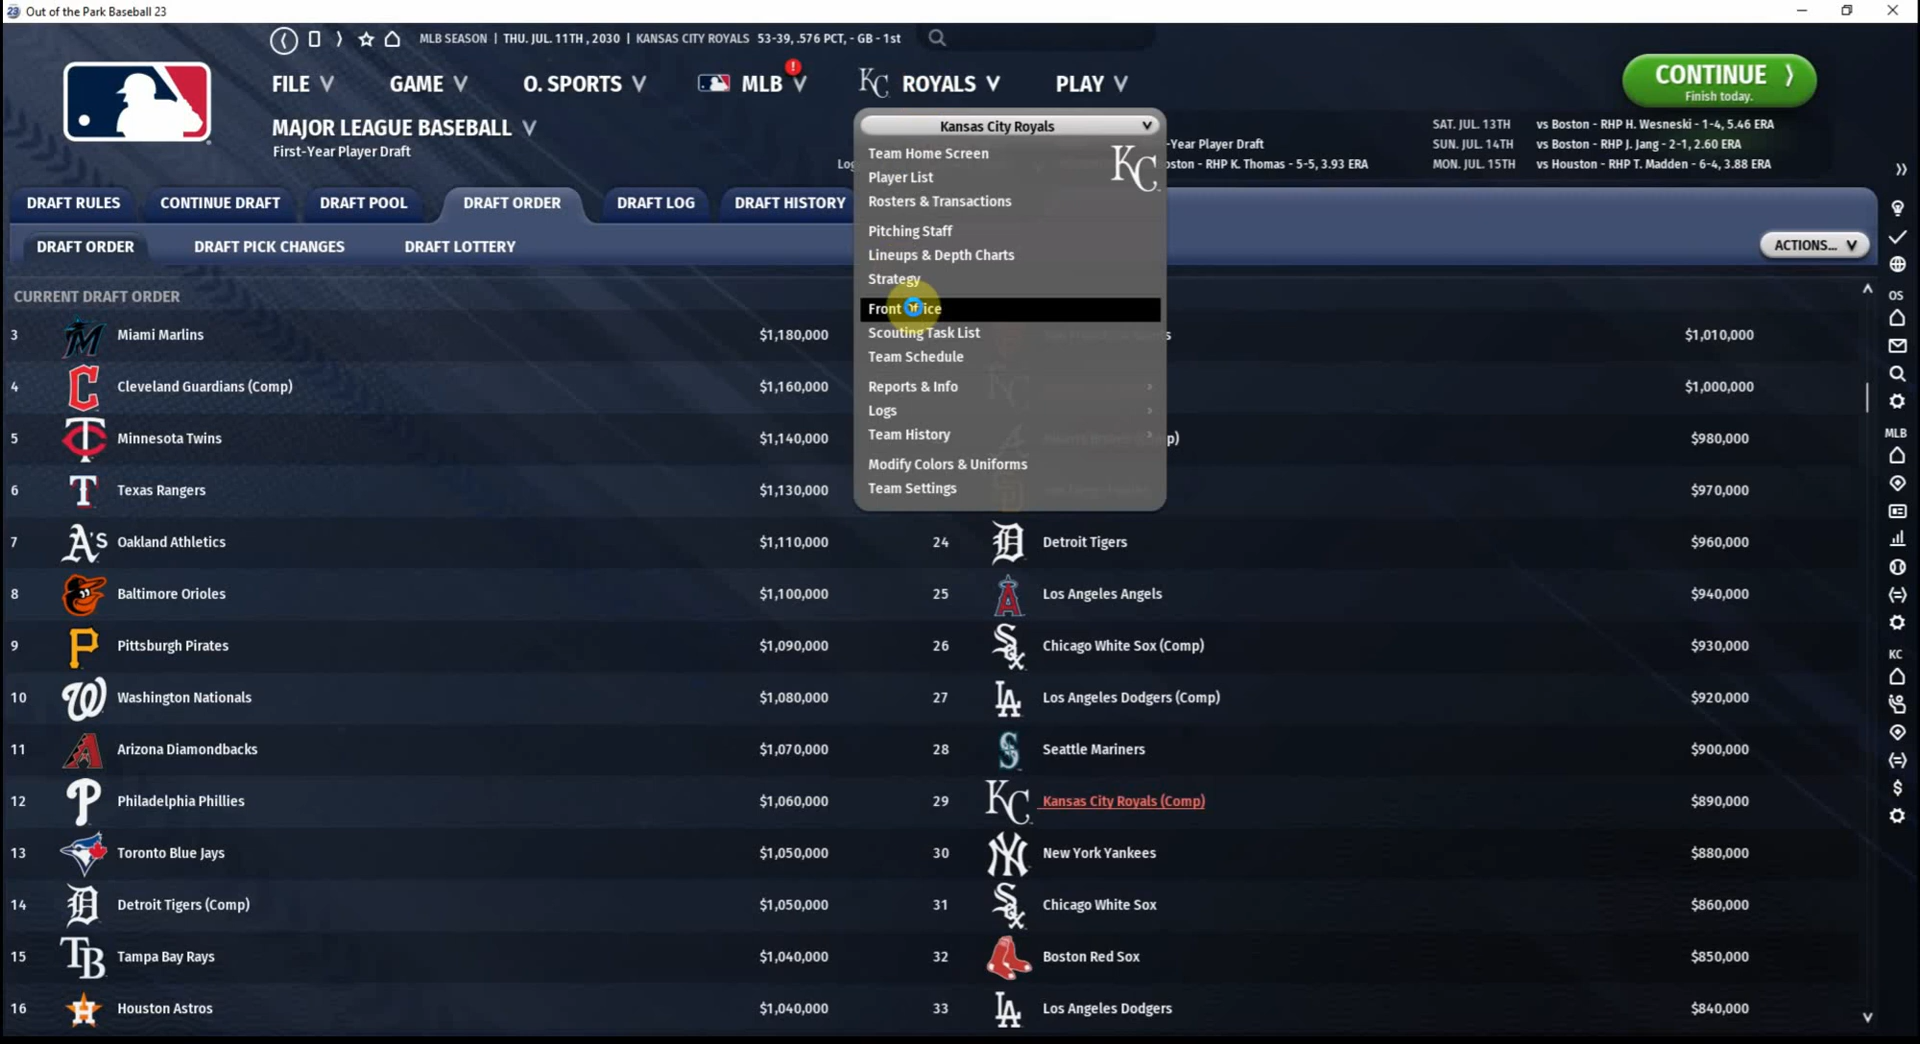 Out of the Park Baseball 23
MLB SEASON | THU. JUL. 11TH , 2030 | KANSAS CITY ROYALS 53-39, .576 PCT, - GB - 1st
FILE
GAME
O. SPORTS
MLB
ROYALS
PLAY
CONTINUE
Finish today.
MAJOR LEAGUE BASEBALL
First-Year Player Draft
Kansas City Royals
Team Home Screen
Player List
Rosters & Transactions
Pitching Staff
Lineups & Depth Charts
Strategy
Front Office
Scouting Task List
Team Schedule
Reports & Info
Logs
Team History
Modify Colors & Uniforms
Team Settings
-Year Player Draft
RHP K. Thomas - 5-5, 3.93 ERA
SAT. JUL. 13TH vs Boston - RHP H. Wesneski - 1-4, 5.46 ERA
SUN. JUL. 14TH vs Boston - RHP J. Jang - 2-1, 2.60 ERA
MON. JUL. 15TH vs Houston - RHP T. Madden - 6-4, 3.88 ERA
DRAFT RULES
CONTINUE DRAFT
DRAFT POOL
DRAFT ORDER
DRAFT LOG
DRAFT HISTORY
DRAFT ORDER
DRAFT PICK CHANGES
DRAFT LOTTERY
ACTIONS...
CURRENT DRAFT ORDER
3 Miami Marlins $1,180,000
4 Cleveland Guardians (Comp) $1,160,000
5 Minnesota Twins $1,140,000
6 Texas Rangers $1,130,000
7 Oakland Athletics $1,110,000
8 Baltimore Orioles $1,100,000
9 Pittsburgh Pirates $1,090,000
10 Washington Nationals $1,080,000
11 Arizona Diamondbacks $1,070,000
12 Philadelphia Phillies $1,060,000
13 Toronto Blue Jays $1,050,000
14 Detroit Tigers (Comp) $1,050,000
15 Tampa Bay Rays $1,040,000
16 Houston Astros $1,040,000
$1,010,000
$1,000,000
$980,000
$970,000
24 Detroit Tigers $960,000
25 Los Angeles Angels $940,000
26 Chicago White Sox (Comp) $930,000
27 Los Angeles Dodgers (Comp) $920,000
28 Seattle Mariners $900,000
29 Kansas City Royals (Comp) $890,000
30 New York Yankees $880,000
31 Chicago White Sox $860,000
32 Boston Red Sox $850,000
33 Los Angeles Dodgers $840,000
OS
MLB
KC